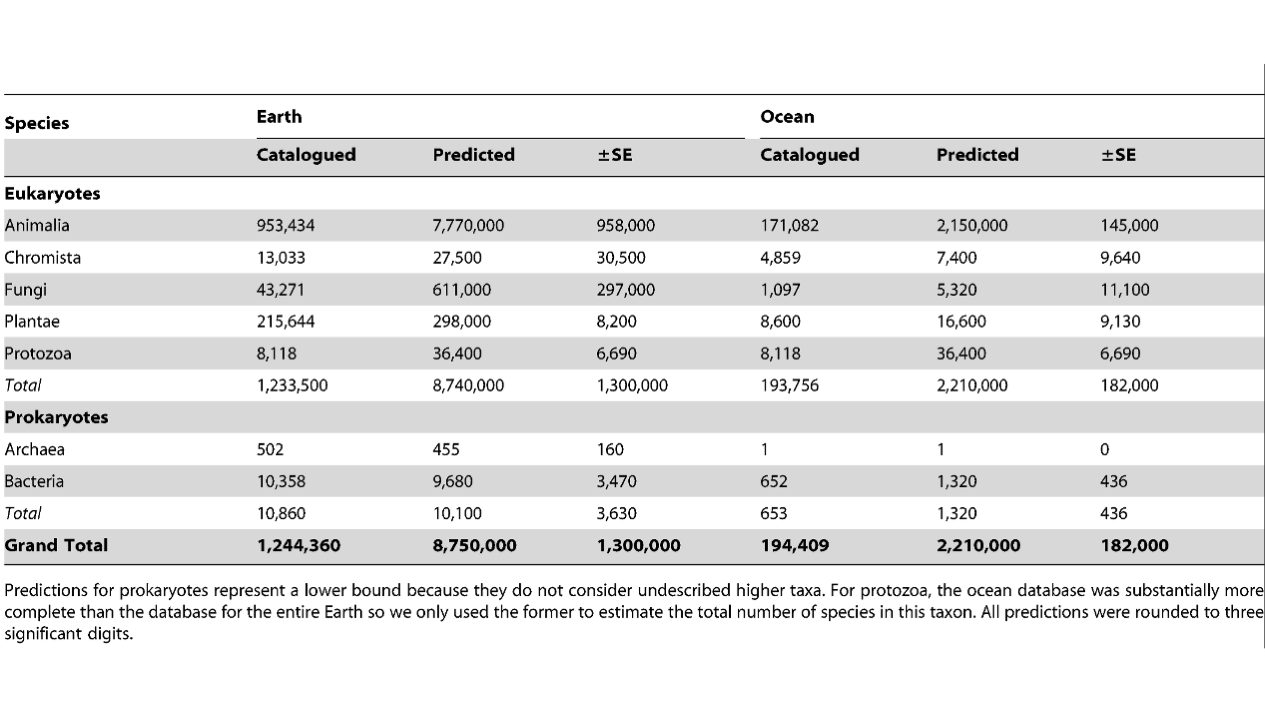 Species Earth Ocean
Catalogued Predicted ±SE Catalogued Predicted ±SE
Eukaryotes
Animalia 953,434 7,770,000 958,000 171,082 2,150,000 145,000
Chromista 13,033 27,500 30,500 4,859 7,400 9,640
Fungi 43,271 611,000 297,000 1,097 5,320 11,100
Plantae 215,644 298,000 8,200 8,600 16,600 9,130
Protozoa 8,118 36,400 6,690 8,118 36,400 6,690
Total 1,233,500 8,740,000 1,300,000 193,756 2,210,000 182,000
Prokaryotes
Archaea 502 455 160 1 1 0
Bacteria 10,358 9,680 3,470 652 1,320 436
Total 10,860 10,100 3,630 653 1,320 436
Grand Total 1,244,360 8,750,000 1,300,000 194,409 2,210,000 182,000
Predictions for prokaryotes represent a lower bound because they do not consider undescribed higher taxa. For protozoa, the ocean database was substantially more
complete than the database for the entire Earth so we only used the former to estimate the total number of species in this taxon. All predictions were rounded to three
significant digits.